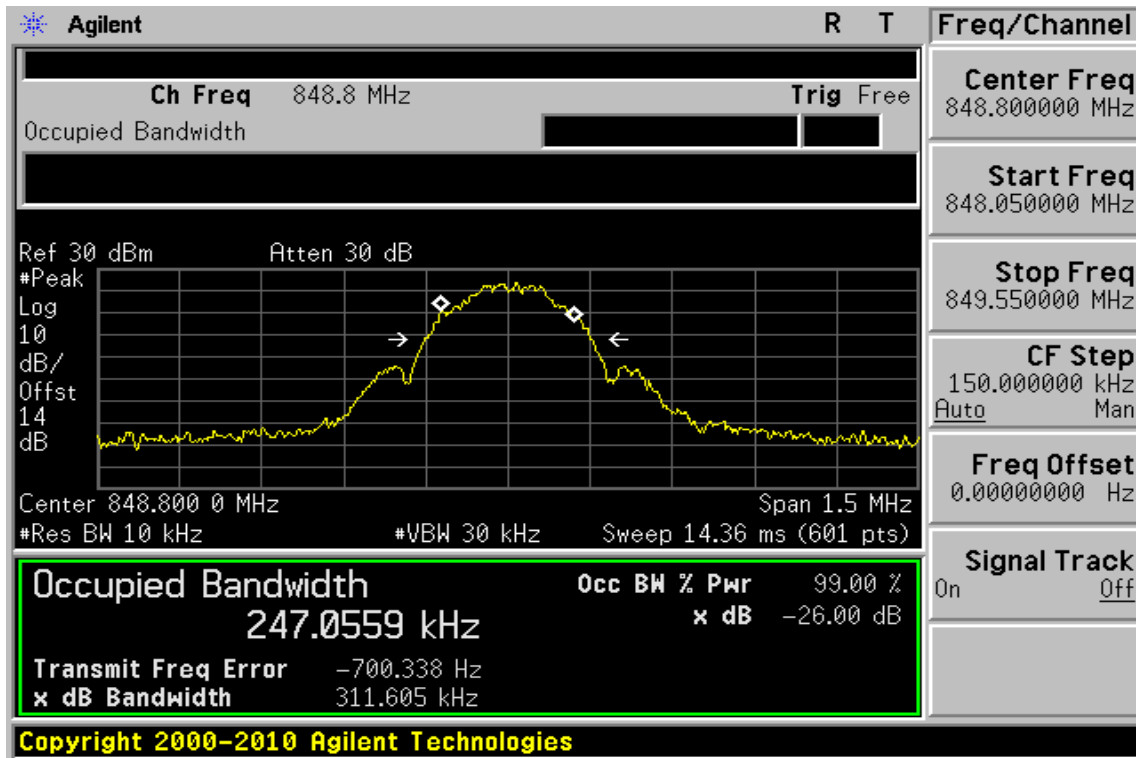 Agilent R T
Ch Freq 848.8 MHz Trig Free
Occupied Bandwidth
Ref 30 dBm Atten 30 dB
#Peak
Log
10
dB/
Offst
14
dB
Center 848.800 0 MHz Span 1.5 MHz
#Res BW 10 kHz #VBW 30 kHz Sweep 14.36 ms (601 pts)
Occupied Bandwidth
247.0559 kHz
Occ BW % Pwr 99.00 %
x dB -26.00 dB
Transmit Freq Error -700.338 Hz
x dB Bandwidth 311.605 kHz
Copyright 2000-2010 Agilent Technologies
Freq/Channel
Center Freq
848.800000 MHz
Start Freq
848.050000 MHz
Stop Freq
849.550000 MHz
CF Step
150.000000 kHz
Auto Man
Freq Offset
0.00000000 Hz
Signal Track
On Off